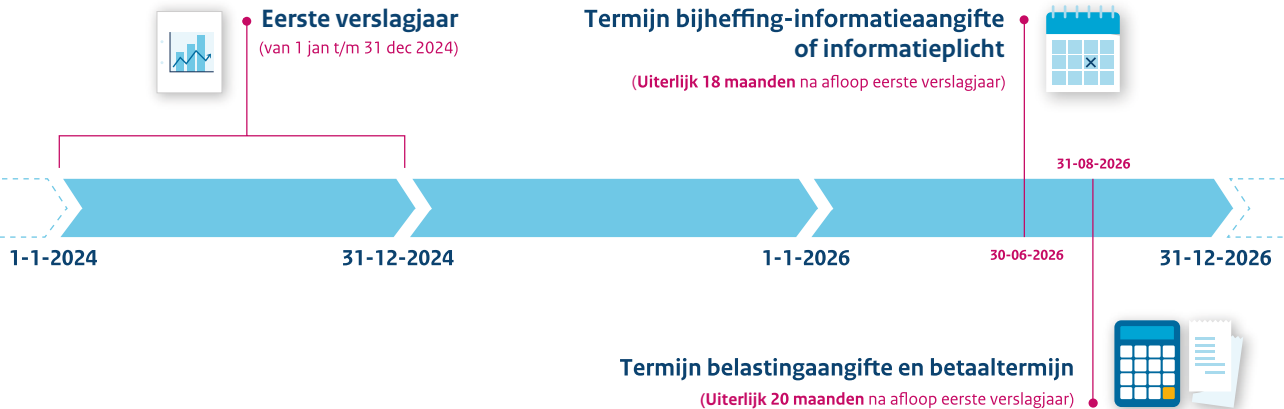 Eerste verslagjaar
(van 1 jan t/m 31 dec 2024)
Termijn bijheffing-informatieaangifte
of informatieplicht
(Uiterlijk 18 maanden na afloop eerste verslagjaar)
31-08-2026
1-1-2024
31-12-2024
1-1-2026
30-06-2026
31-12-2026
Termijn belastingaangifte en betaaltermijn
(Uiterlijk 20 maanden na afloop eerste verslagjaar)